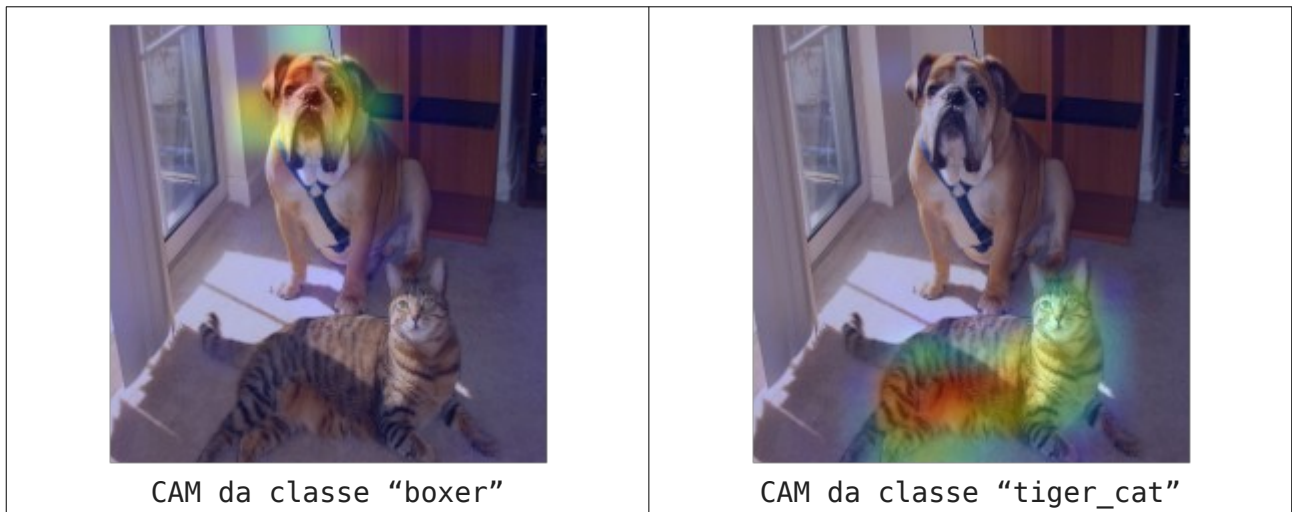 CAM da classe “boxer”
CAM da classe “tiger_cat”